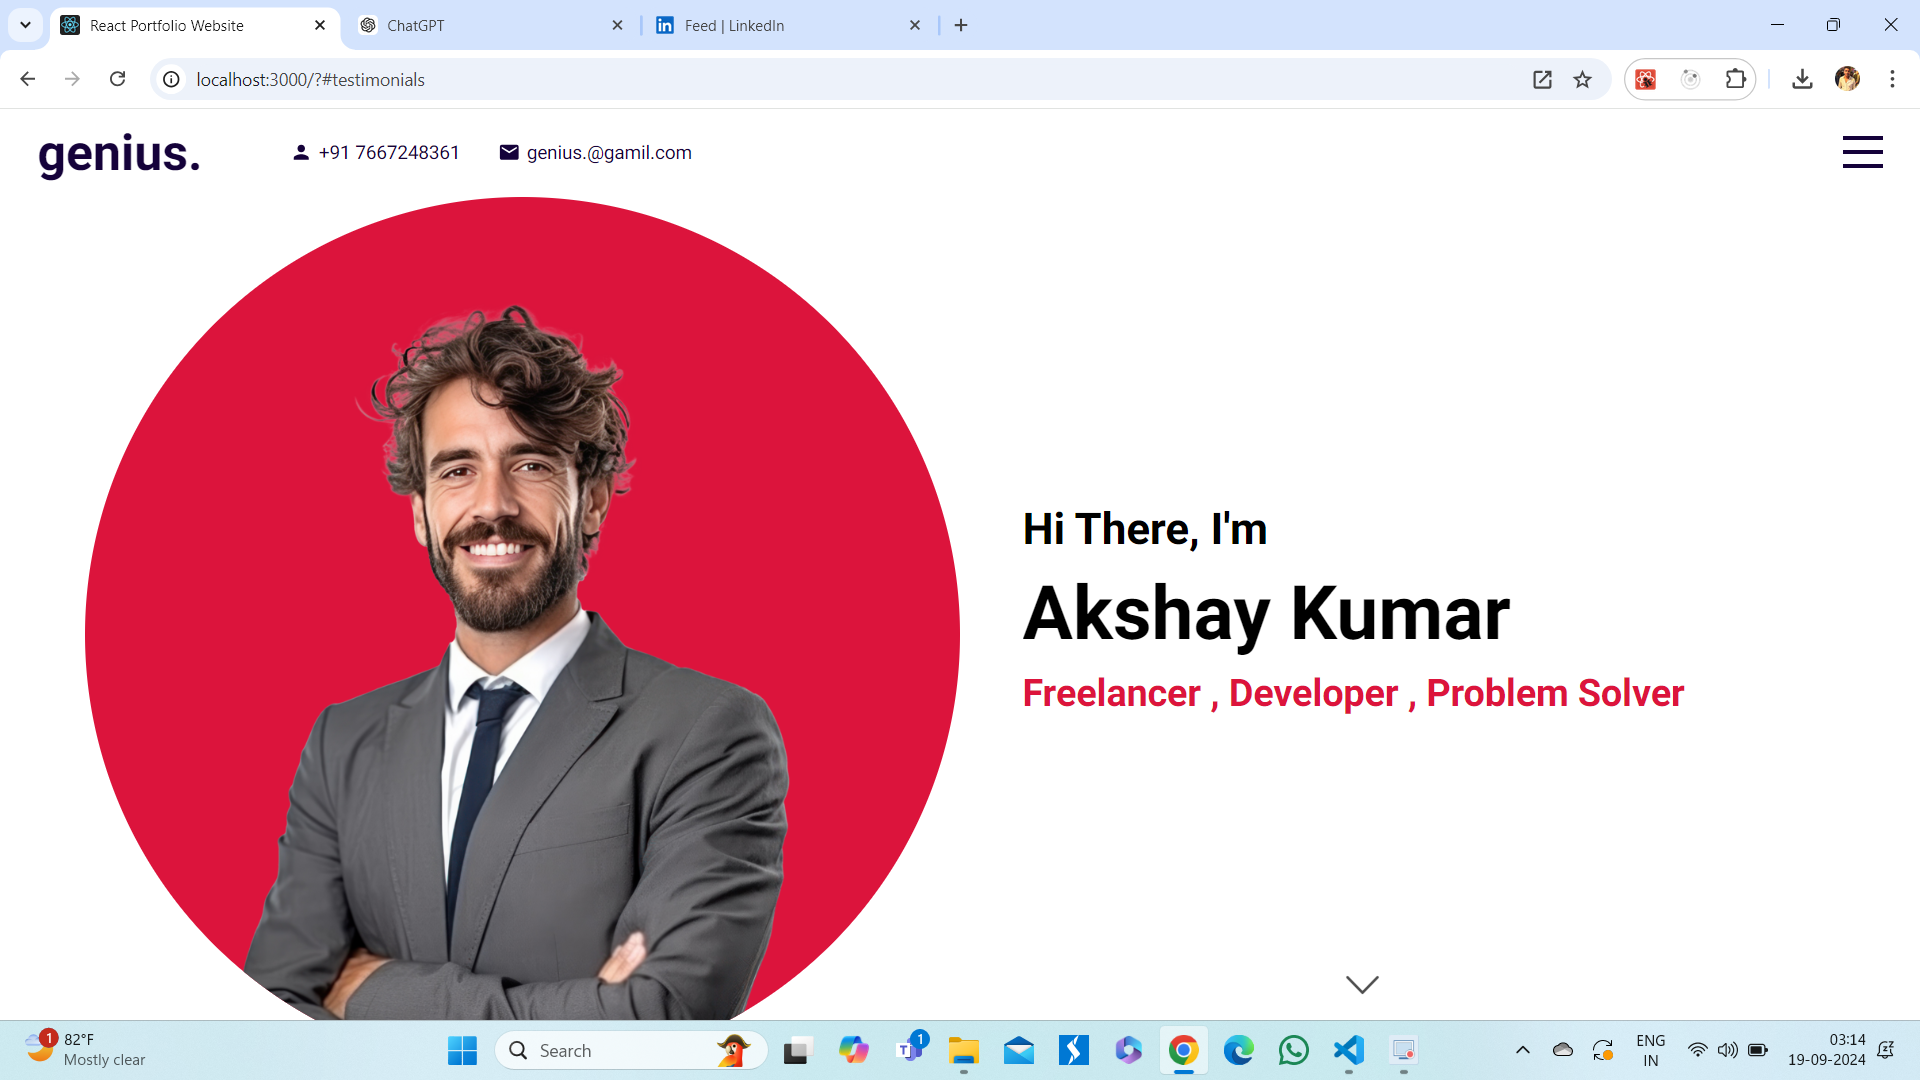 React Portfolio Website
ChatGPT
Feed | LinkedIn
localhost:3000/?#testimonials
genius.
+91 7667248361
genius.@gamil.com
Hi There, I'm
Akshay Kumar
Freelancer , Developer , Problem Solver
1
82°F
Mostly clear
Search
T
1
ENG
IN
03:14
19-09-2024